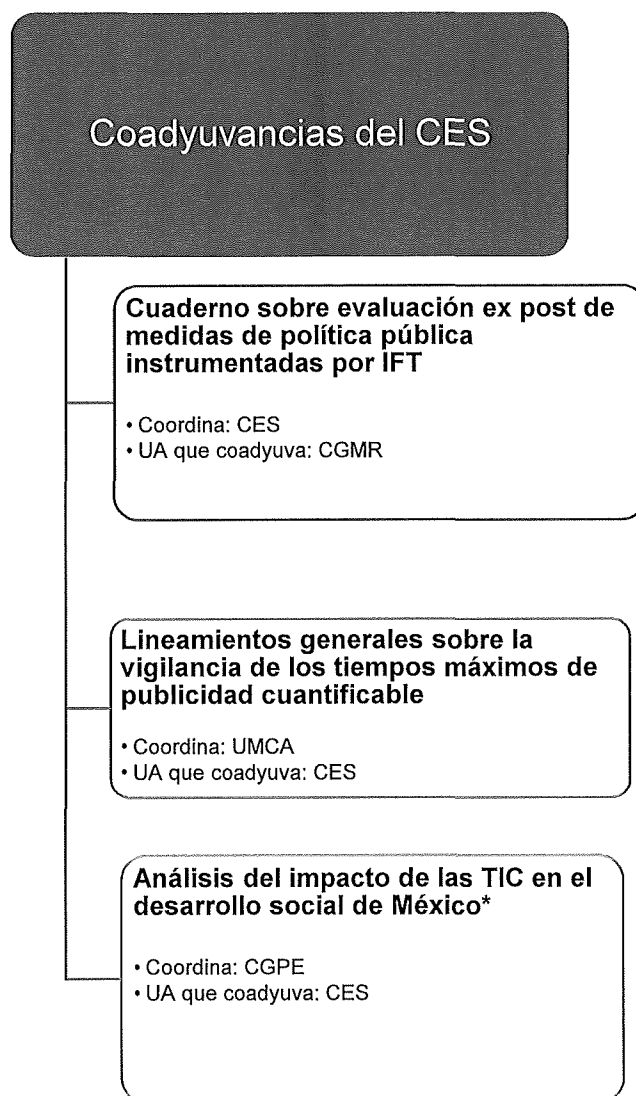 Coadyuvancias del CES
Cuaderno sobre evaluación ex post de
medidas de política pública
instrumentadas por IFT
• Coordina: CES
• UA que coadyuva: CGMR
Lineamientos generales sobre la
vigilancia de los tiempos máximos de
publicidad cuantificable
• Coordina: UMCA
• UA que coadyuva: CES
Análisis del impacto de las TIC en el
desarrollo social de México*
• Coordina: CGPE
• UA que coadyuva: CES